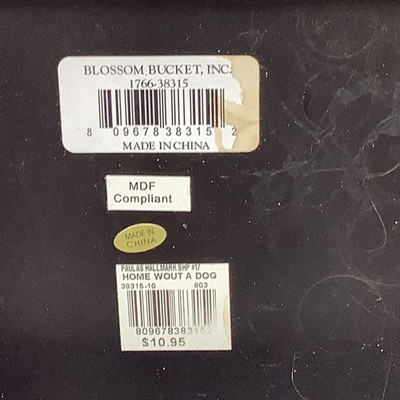 BLOSSOM BUCKET, INC.
1766-38315
8 09678 38315 2
MADE IN CHINA
MDF
Compliant
MADE IN
CHINA
PAULAS HALLMARK SHP #17
HOME WOUT A DOG
38315-10 803
809678383152
$10.95